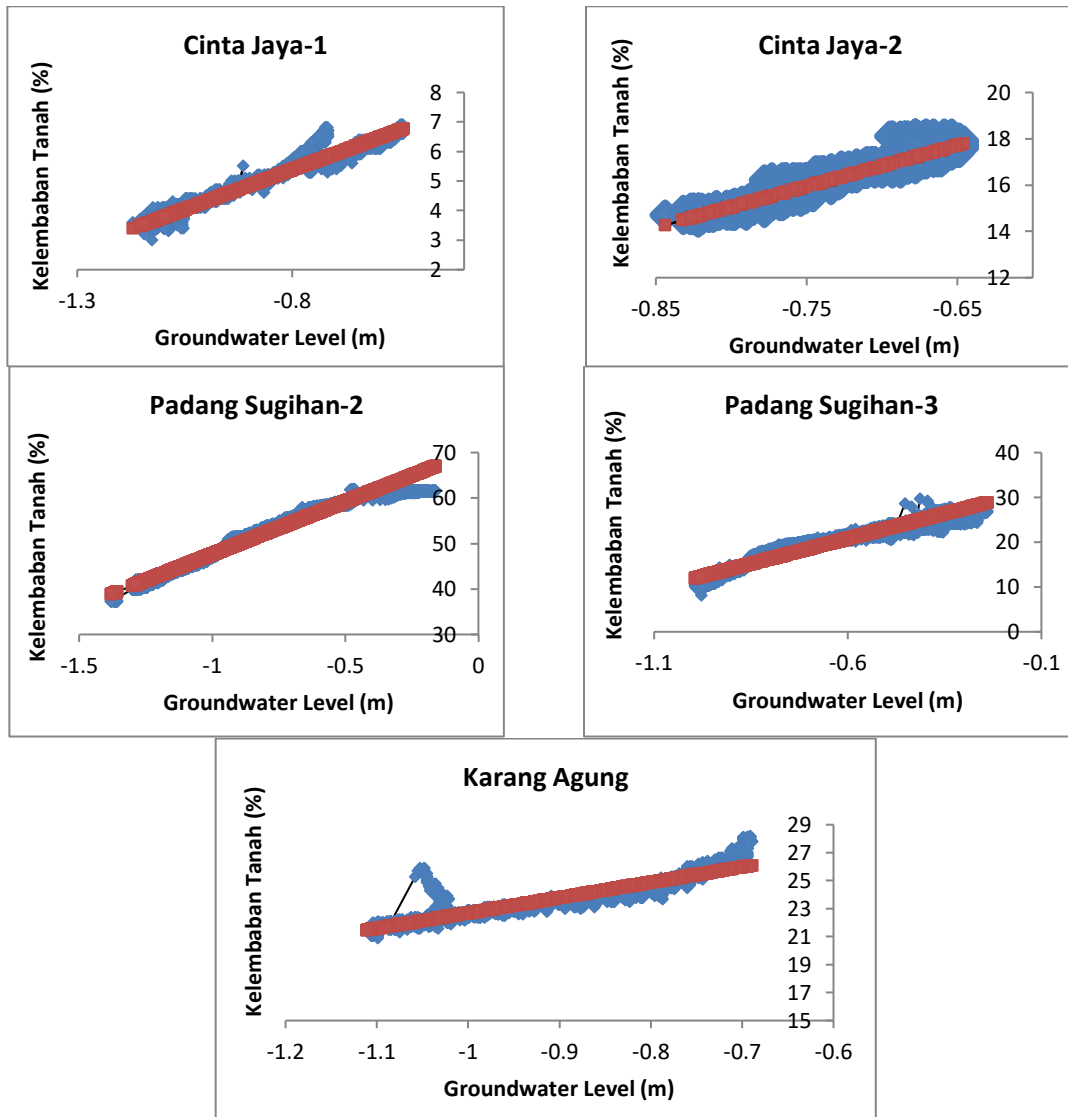 Cinta Jaya-1
Kelembaban Tanah (%)
8
7
6
5
4
3
2
-1.3 -0.8
Groundwater Level (m)
Cinta Jaya-2
Kelembaban Tanah (%)
20
18
16
14
12
-0.85 -0.75 -0.65
Groundwater Level (m)
Padang Sugihan-2
Kelembaban Tanah (%)
70
60
50
40
30
-1.5 -1 -0.5 0
Groundwater Level (m)
Padang Sugihan-3
Kelembaban Tanah (%)
40
30
20
10
0
-1.1 -0.6 -0.1
Groundwater Level (m)
Karang Agung
Kelembaban Tanah (%)
29
27
25
23
21
19
17
15
-1.2 -1.1 -1 -0.9 -0.8 -0.7 -0.6
Groundwater Level (m)